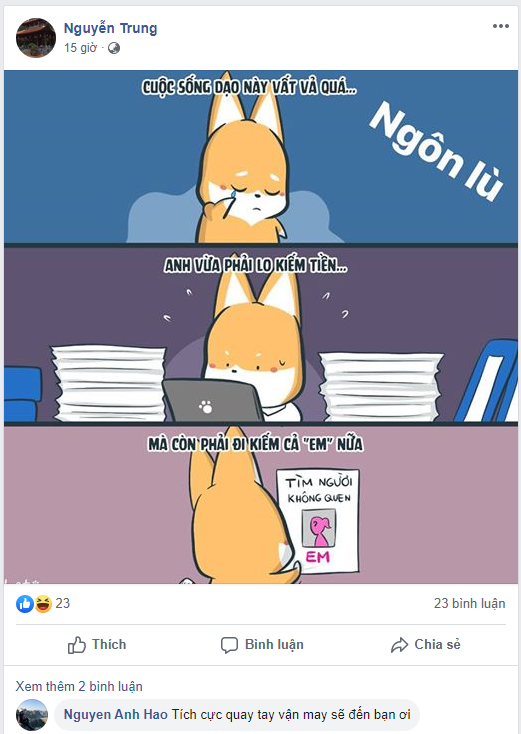 Nguyễn Trung
15 giờ ·
CUỘC SỐNG DẠO NÀY VẤT VẢ QUÁ...
Ngôn lù
ANH VỪA PHẢI LO KIẾM TIỀN...
MÀ CÒN PHẢI ĐI KIẾM CẢ "EM" NỮA
TÌM NGƯỜI
KHÔNG QUEN
EM
23
23 bình luận
Thích
Bình luận
Chia sẻ
Xem thêm 2 bình luận
Nguyen Anh Hao Tích cực quay tay vận may sẽ đến bạn ơi